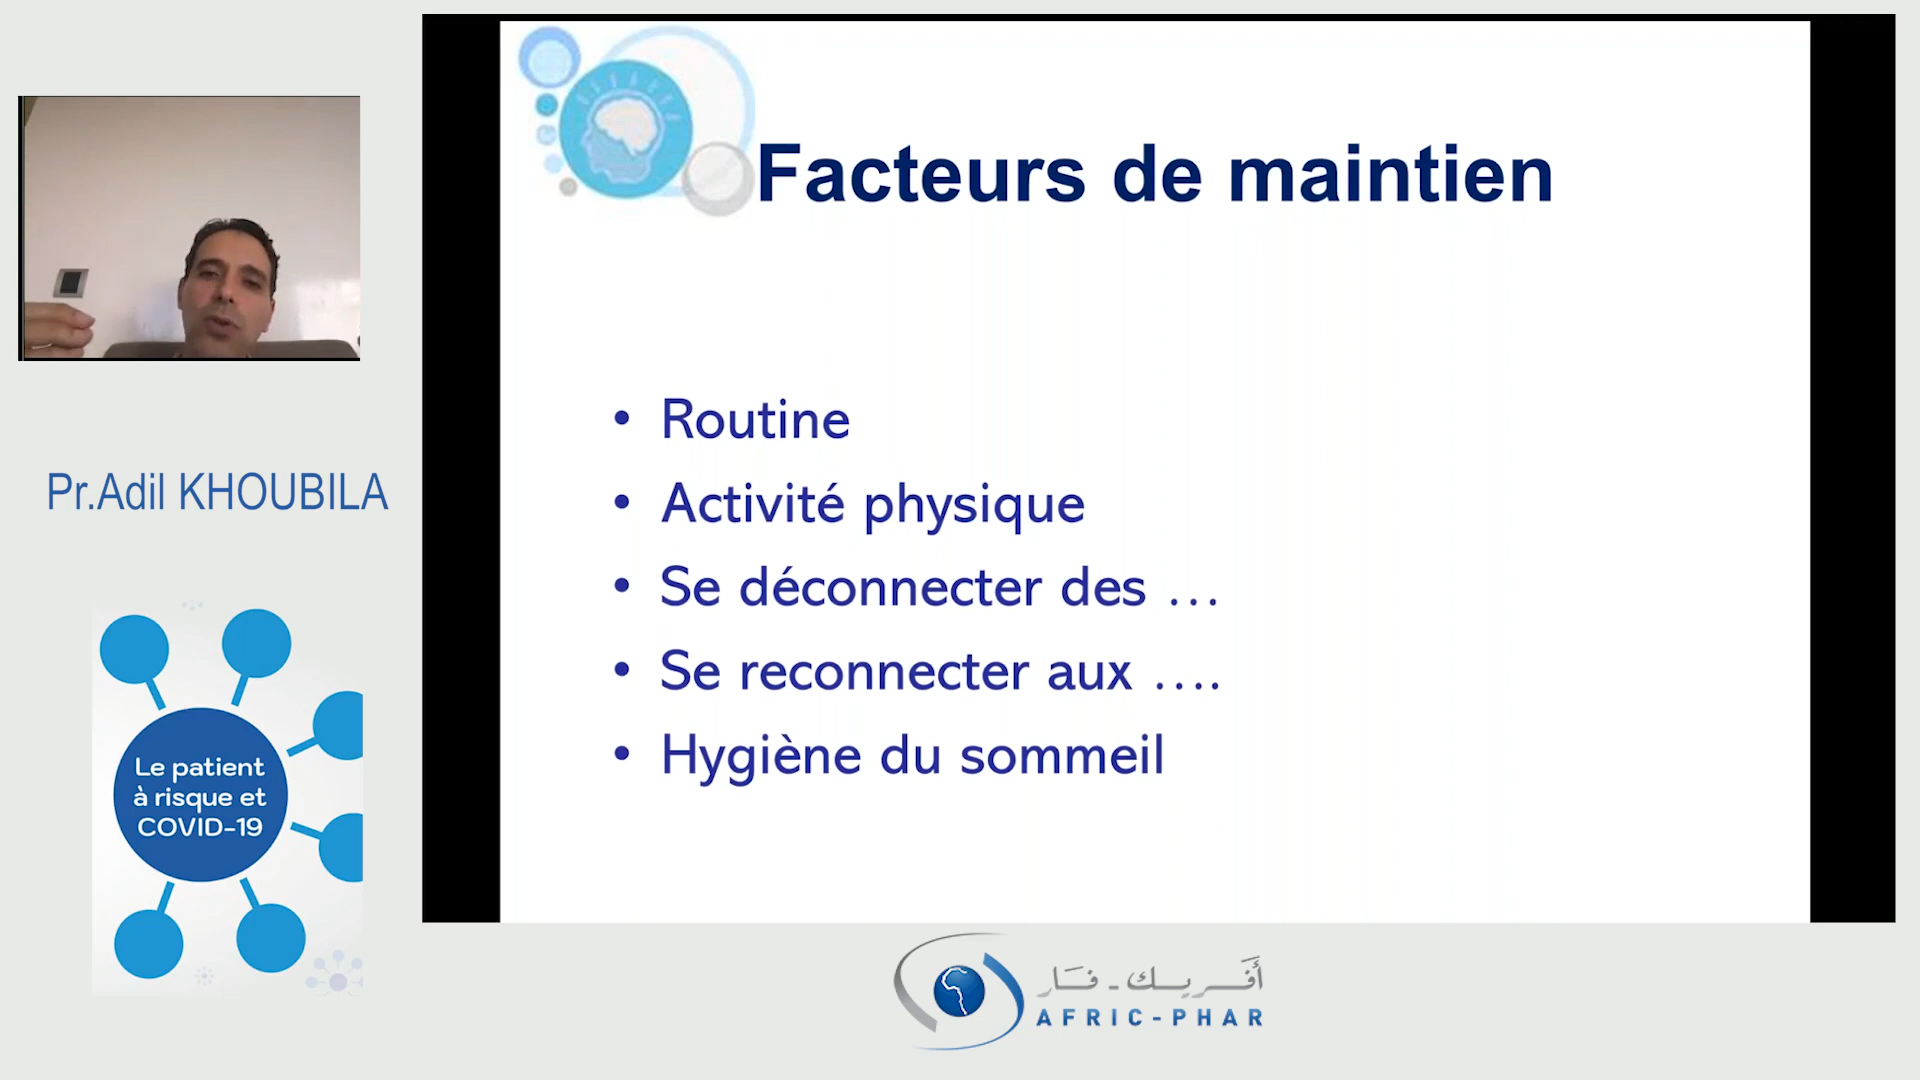 Facteurs de maintien
• Routine
• Activité physique
• Se déconnecter des ...
• Se reconnecter aux ....
• Hygiène du sommeil
Pr.Adil KHOUBILA
Le patient
à risque et
COVID-19
أفريك - فار
AFRIC-PHAR